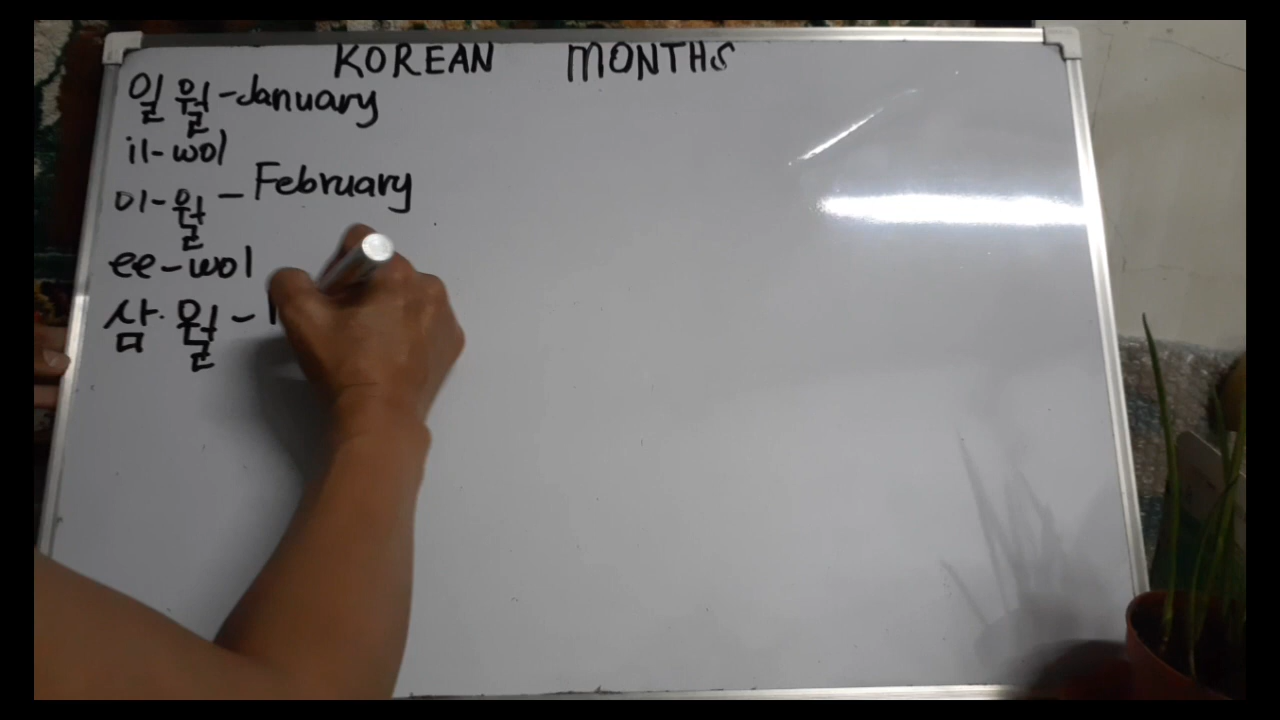 KOREAN MONTHS
일 월 - January
il - wol
이 - 월 - February
ee - wol
삼 . 월 -